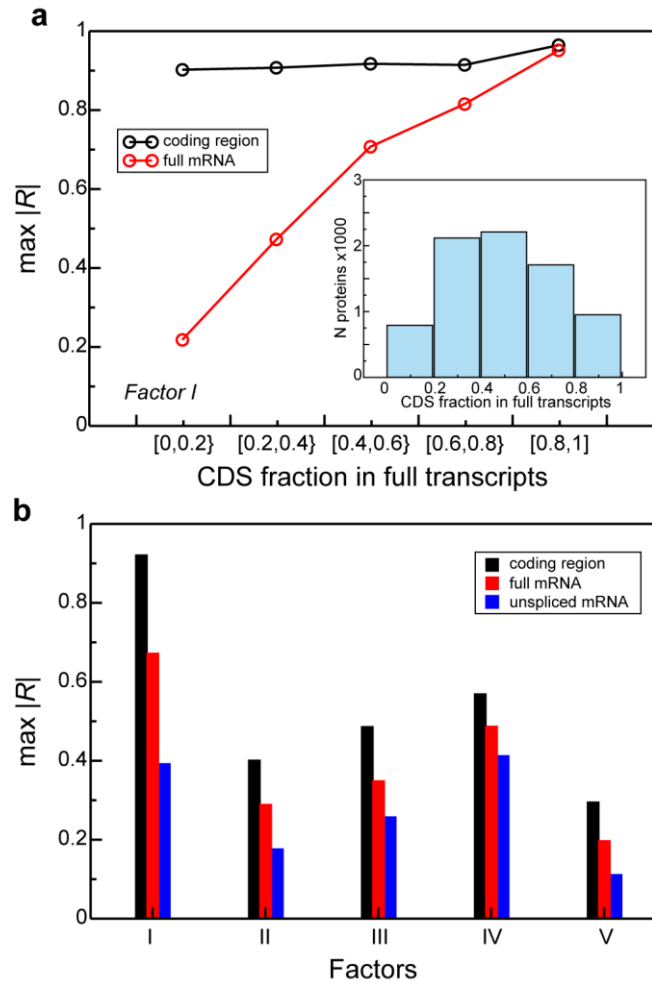 a
1
0.8
0.6
0.4
0.2
0
max |R|
coding region
full mRNA
Factor I
3
2
1
0
N proteins x1000
0 0.2 0.4 0.6 0.8 1
CDS fraction in full transcripts
[0,0.2} [0.2,0.4} [0.4,0.6} [0.6,0.8} [0.8,1]
CDS fraction in full transcripts
b
1
0.8
0.6
0.4
0.2
0
max |R|
coding region
full mRNA
unspliced mRNA
I II III IV V
Factors